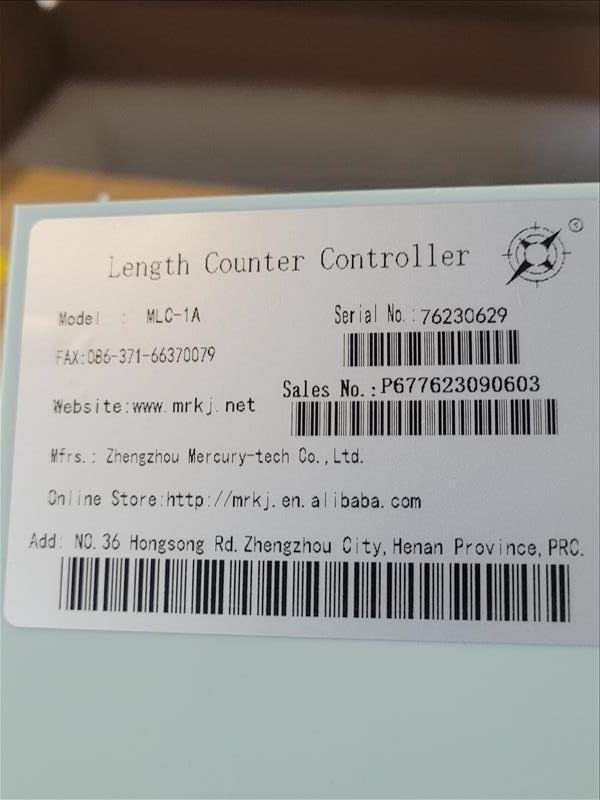 Length Counter Controller ®
Model : MLC-1A
Serial No.:76230629
FAX:086-371-66370079
Sales No.:P677623090603
Website:www.mrkj.net
Mfrs.: Zhengzhou Mercury-tech Co.,Ltd.
Online Store:http://mrkj.en.alibaba.com
Add: NO.36 Hongsong Rd.Zhengzhou City,Henan Province,PRC.